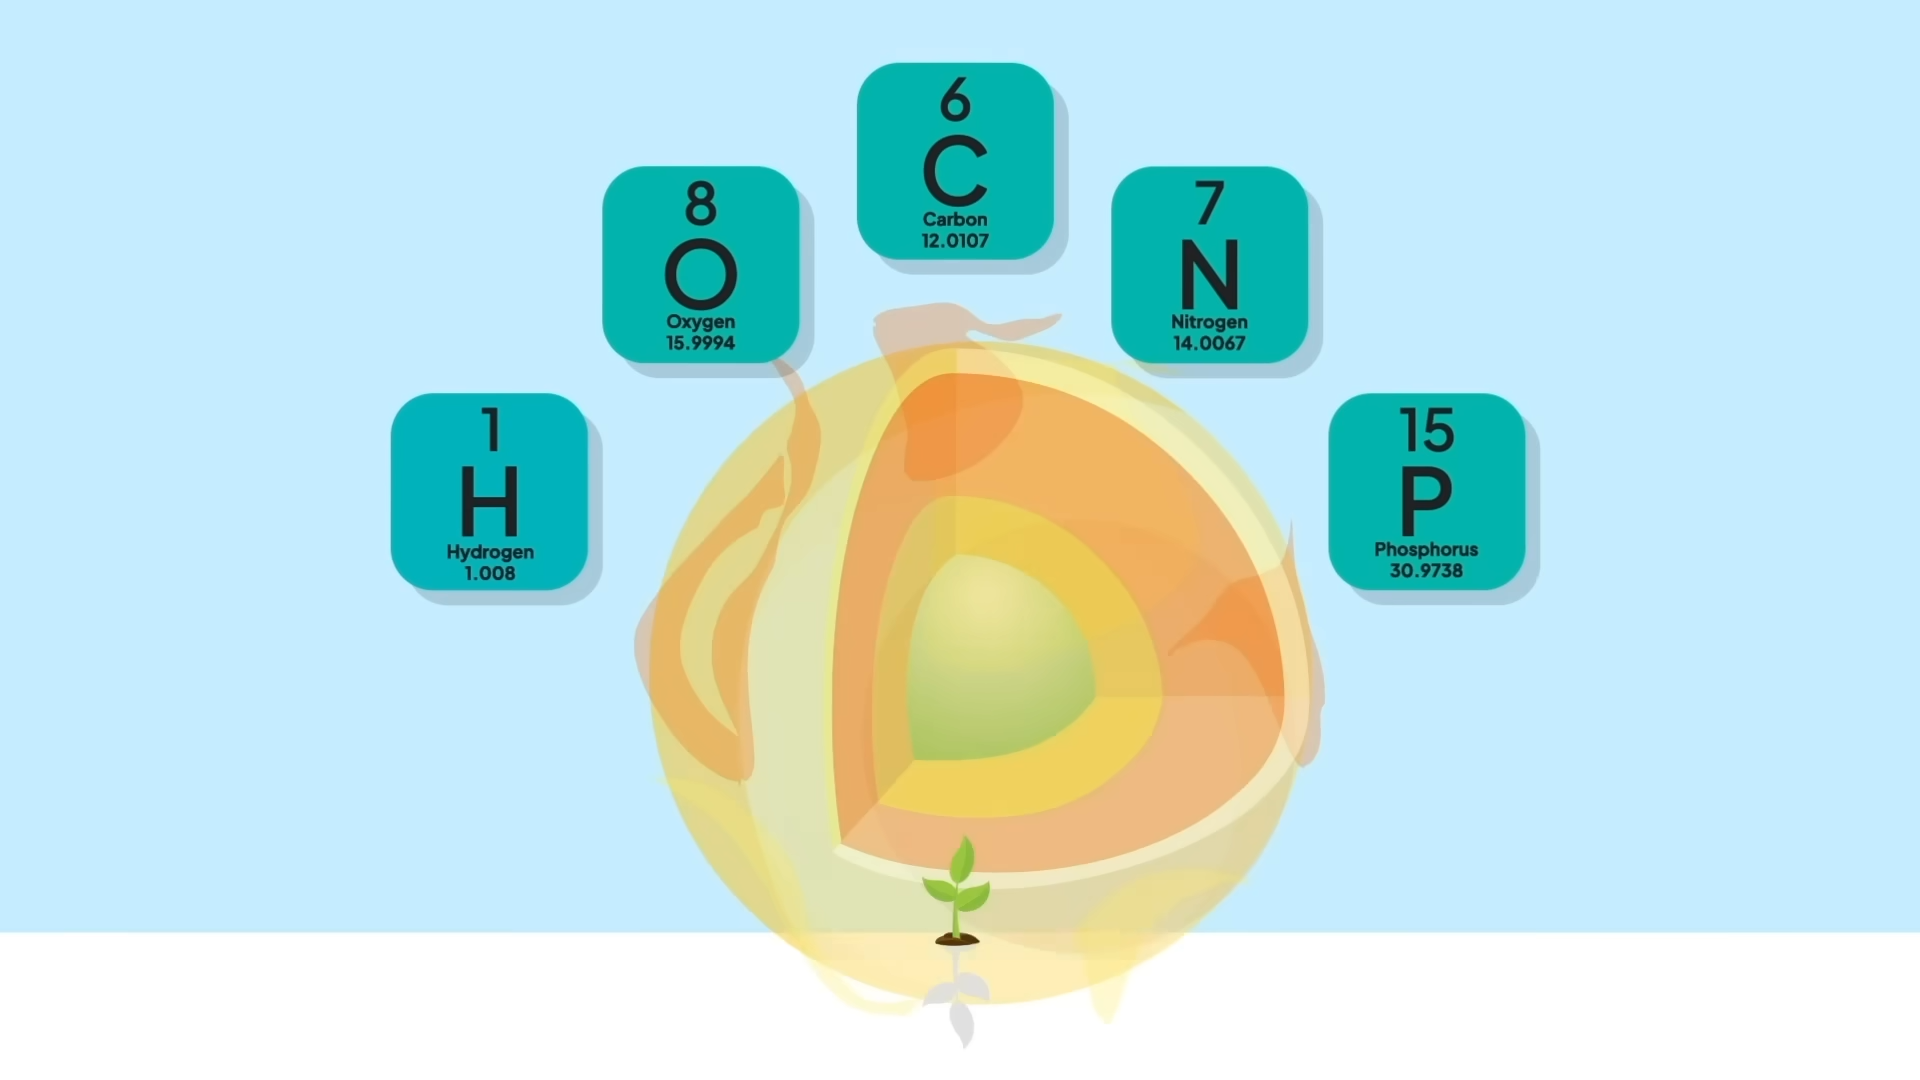 1
H
Hydrogen
1.008
8
O
Oxygen
15.9994
6
C
Carbon
12.0107
7
N
Nitrogen
14.0067
15
P
Phosphorus
30.9738